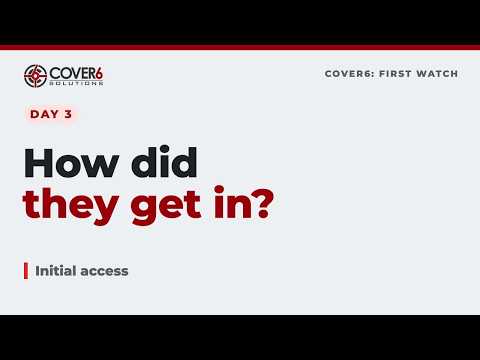 COVER6
SOLUTIONS
COVER6: FIRST WATCH
DAY 3
How did
they get in?
Initial access